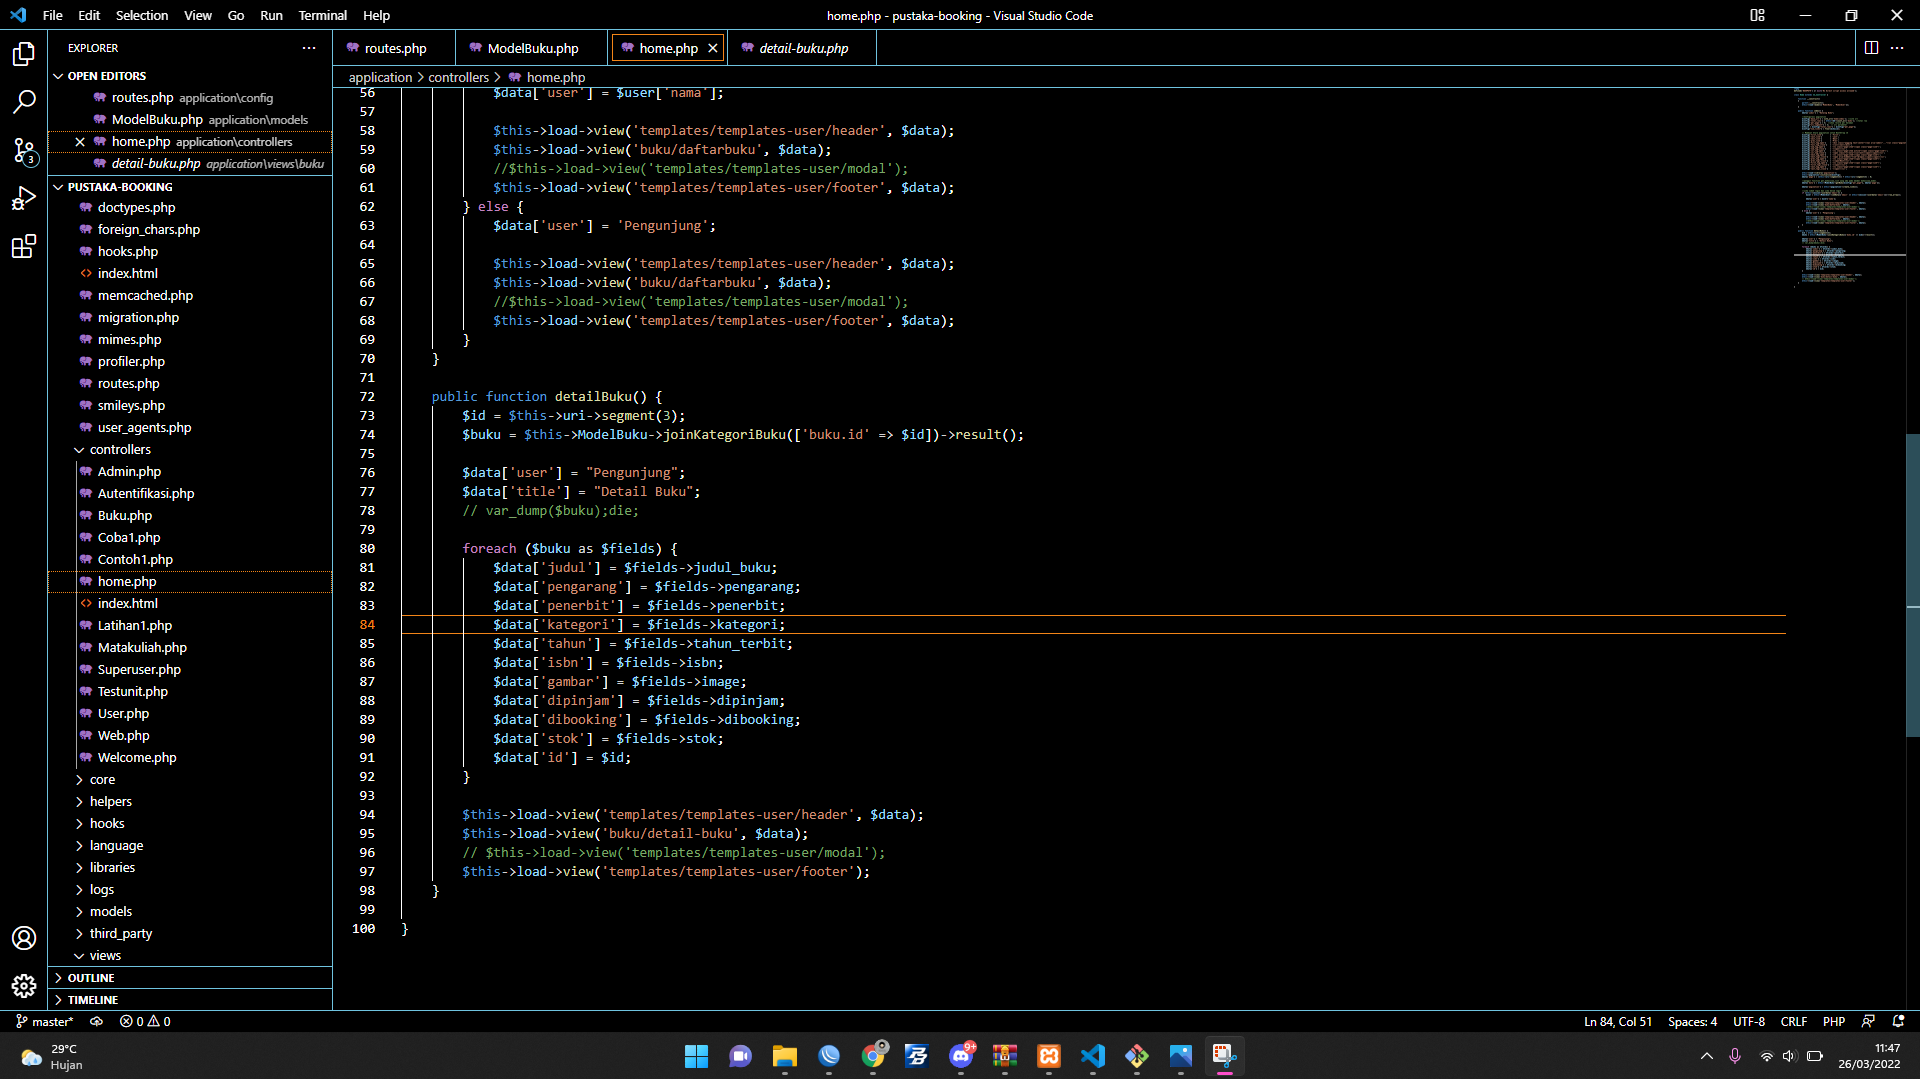 File Edit Selection View Go Run Terminal Help
home.php - pustaka-booking - Visual Studio Code
EXPLORER
OPEN EDITORS
routes.php application\config
ModelBuku.php application\models
home.php application\controllers
detail-buku.php application\views\buku
PUSTAKA-BOOKING
doctypes.php
foreign_chars.php
hooks.php
index.html
memcached.php
migration.php
mimes.php
profiler.php
routes.php
smileys.php
user_agents.php
controllers
Admin.php
Autentifikasi.php
Buku.php
Coba1.php
Contoh1.php
home.php
index.html
Latihan1.php
Matakuliah.php
Superuser.php
Testunit.php
User.php
Web.php
Welcome.php
core
helpers
hooks
language
libraries
logs
models
third_party
views
OUTLINE
TIMELINE
3
routes.php ModelBuku.php home.php detail-buku.php
application > controllers > home.php
56 $data['user'] = $user['nama'];
57
58 $this->load->view('templates/templates-user/header', $data);
59 $this->load->view('buku/daftarbuku', $data);
60 //$this->load->view('templates/templates-user/modal');
61 $this->load->view('templates/templates-user/footer', $data);
62 } else {
63 $data['user'] = 'Pengunjung';
64
65 $this->load->view('templates/templates-user/header', $data);
66 $this->load->view('buku/daftarbuku', $data);
67 //$this->load->view('templates/templates-user/modal');
68 $this->load->view('templates/templates-user/footer', $data);
69 }
70 }
71
72 public function detailBuku() {
73 $id = $this->uri->segment(3);
74 $buku = $this->ModelBuku->joinKategoriBuku(['buku.id' => $id])->result();
75
76 $data['user'] = "Pengunjung";
77 $data['title'] = "Detail Buku";
78 // var_dump($buku);die;
79
80 foreach ($buku as $fields) {
81 $data['judul'] = $fields->judul_buku;
82 $data['pengarang'] = $fields->pengarang;
83 $data['penerbit'] = $fields->penerbit;
84 $data['kategori'] = $fields->kategori;
85 $data['tahun'] = $fields->tahun_terbit;
86 $data['isbn'] = $fields->isbn;
87 $data['gambar'] = $fields->image;
88 $data['dipinjam'] = $fields->dipinjam;
89 $data['dibooking'] = $fields->dibooking;
90 $data['stok'] = $fields->stok;
91 $data['id'] = $id;
92 }
93
94 $this->load->view('templates/templates-user/header', $data);
95 $this->load->view('buku/detail-buku', $data);
96 // $this->load->view('templates/templates-user/modal');
97 $this->load->view('templates/templates-user/footer');
98 }
99
100 }
master* 0 0
Ln 84, Col 51 Spaces: 4 UTF-8 CRLF PHP
29°C
Hujan
9+
11:47
26/03/2022